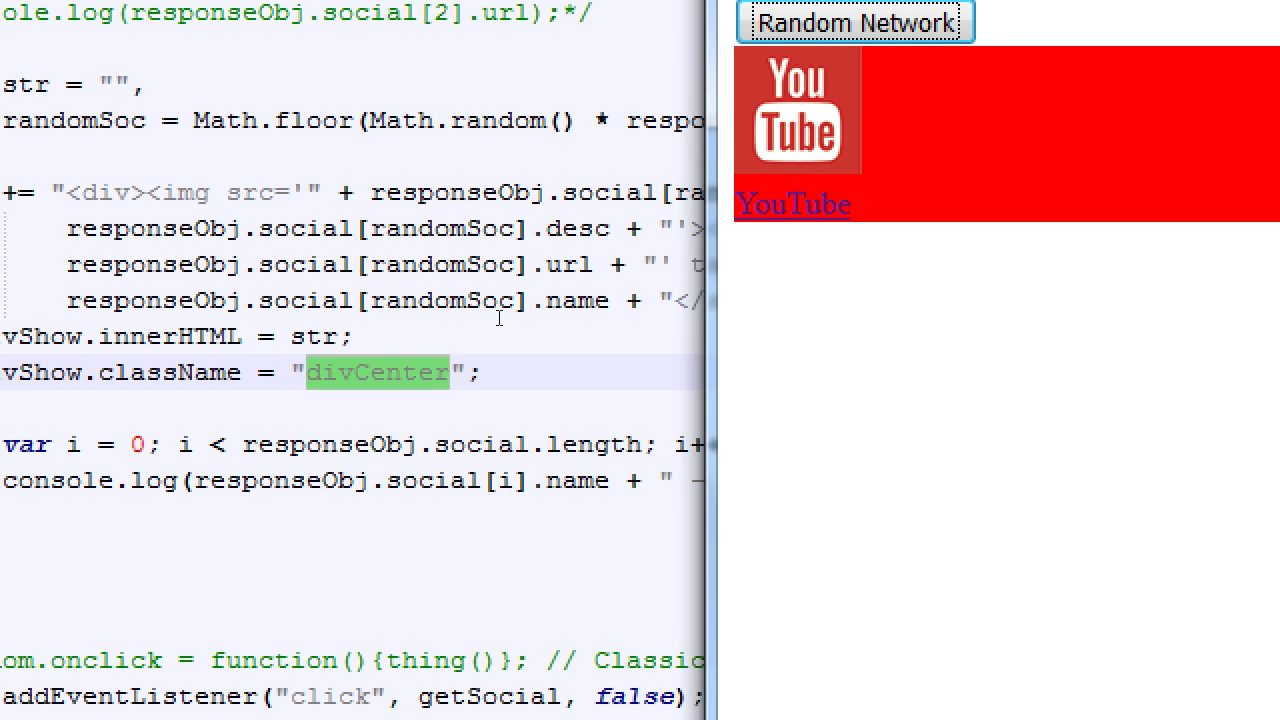 ole.log(responseObj.social[2].url);*/
str = "",
randomSoc = Math.floor(Math.random() * respo
+= "<div><img src='" + responseObj.social[ra
responseObj.social[randomSoc].desc + "'>
responseObj.social[randomSoc].url + "' t
responseObj.social[randomSoc].name + "</
vShow.innerHTML = str;
vShow.className = "divCenter";
var i = 0; i < responseObj.social.length; i+
console.log(responseObj.social[i].name + " -
om.onclick = function(){thing()}; // Classic
addEventListener("click", getSocial, false);
Random Network
You
Tube
YouTube